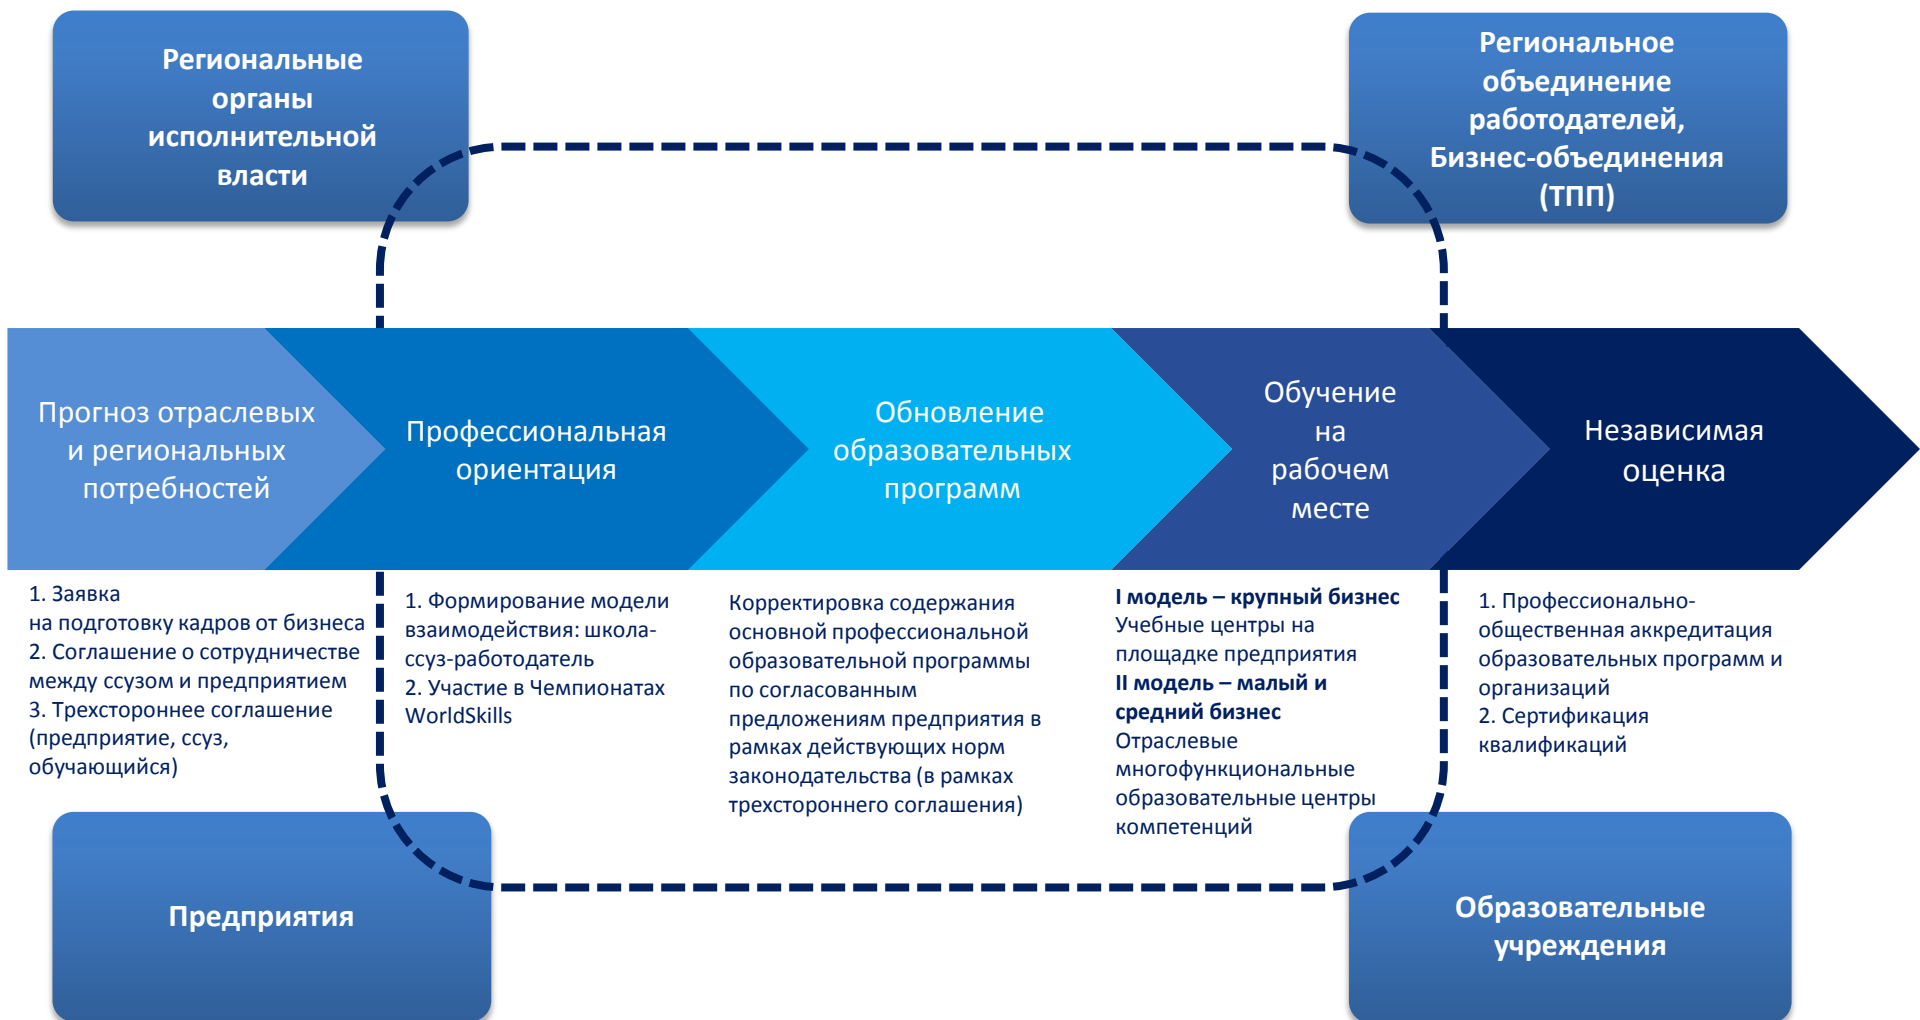 Региональные
органы
исполнительной
власти
Региональное
объединение
работодателей,
Бизнес-объединения
(ТПП)
Прогноз отраслевых
и региональных
потребностей
Профессиональная
ориентация
Обновление
образовательных
программ
Обучение
на
рабочем
месте
Независимая
оценка
1. Заявка
на подготовку кадров от бизнеса
2. Соглашение о сотрудничестве
между ссузом и предприятием
3. Трехстороннее соглашение
(предприятие, ссуз,
обучающийся)
1. Формирование модели
взаимодействия: школа-
ссуз-работодатель
2. Участие в Чемпионатах
WorldSkills
Корректировка содержания
основной профессиональной
образовательной программы
по согласованным
предложениям предприятия в
рамках действующих норм
законодательства (в рамках
трехстороннего соглашения)
I модель – крупный бизнес
Учебные центры на
площадке предприятия
II модель – малый и
средний бизнес
Отраслевые
многофункциональные
образовательные центры
компетенций
1. Профессионально-
общественная аккредитация
образовательных программ и
организаций
2. Сертификация
квалификаций
Предприятия
Образовательные
учреждения